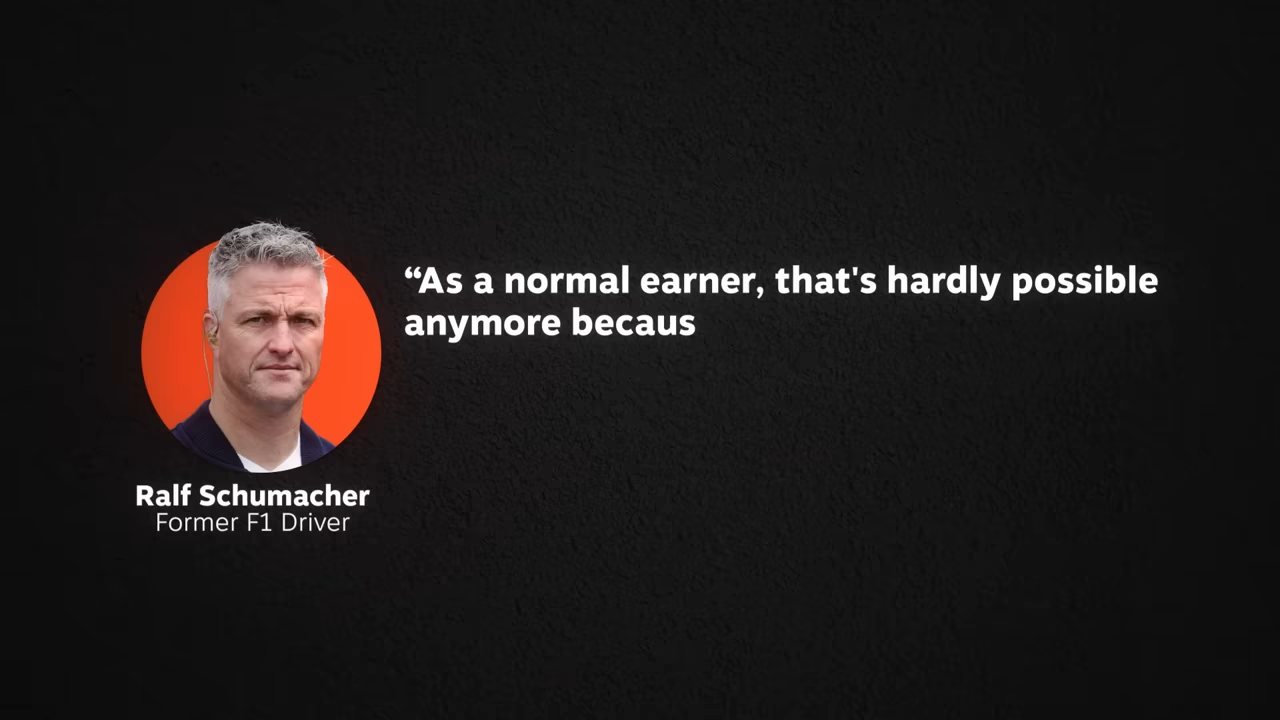 “As a normal earner, that's hardly possible
anymore becaus
Ralf Schumacher
Former F1 Driver